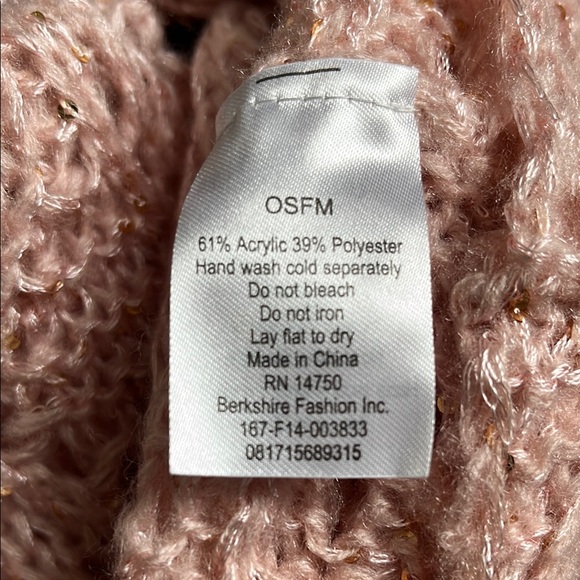 OSFM
61% Acrylic 39% Polyester
Hand wash cold separately
Do not bleach
Do not iron
Lay flat to dry
Made in China
RN 14750
Berkshire Fashion Inc.
167-F14-003833
081715689315